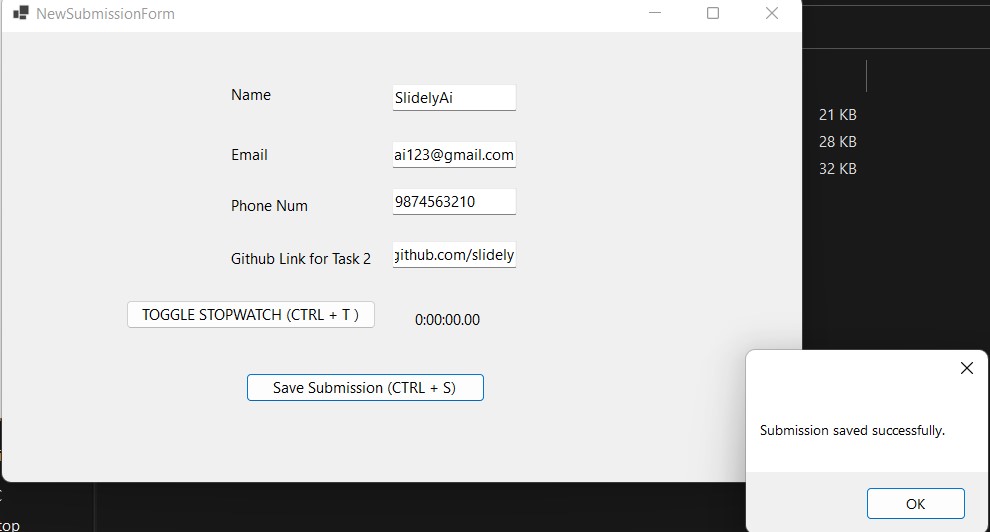 NewSubmissionForm
Name
SlidelyAi
Email
ai123@gmail.com
Phone Num
9874563210
Github Link for Task 2
github.com/slidely
TOGGLE STOPWATCH (CTRL + T )
0:00:00.00
Save Submission (CTRL + S)
21 KB
28 KB
32 KB
Submission saved successfully.
OK
top